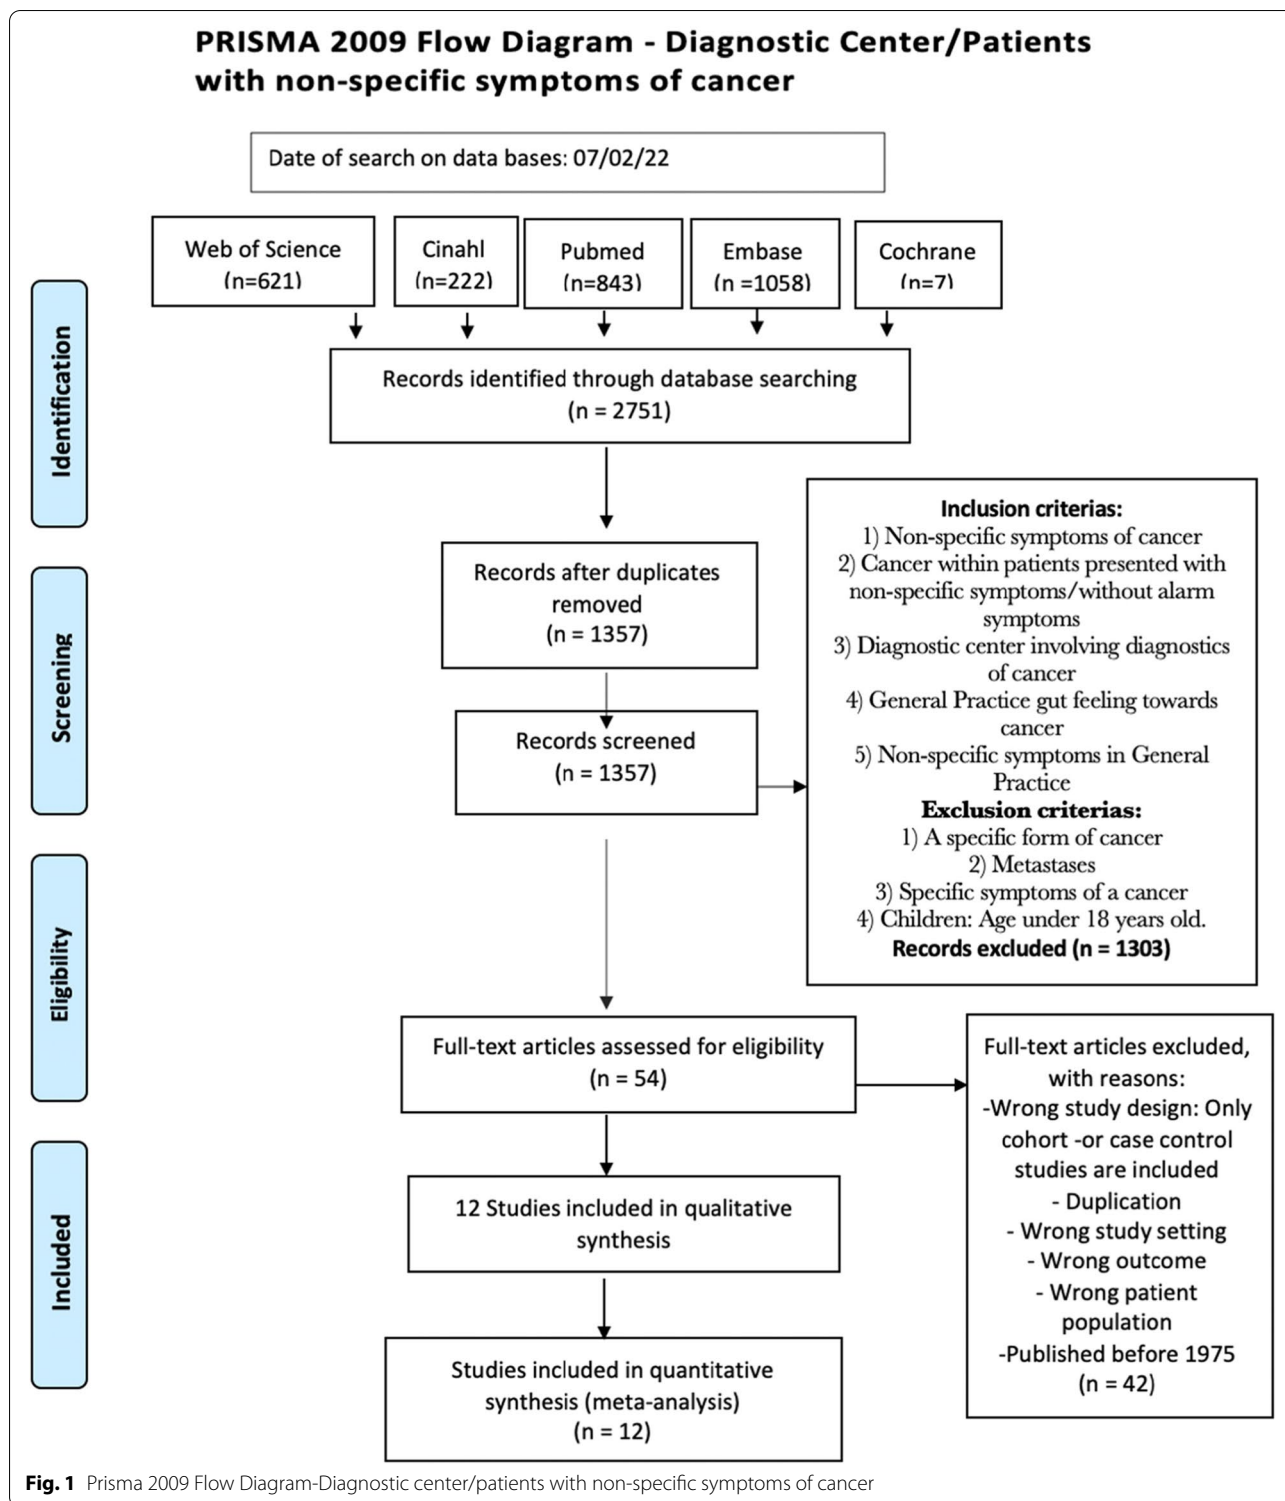 PRISMA 2009 Flow Diagram - Diagnostic Center/Patients
with non-specific symptoms of cancer
Date of search on data bases: 07/02/22
Web of Science
(n=621)
Cinahl
(n=222)
Pubmed
(n=843)
Embase
(n =1058)
Cochrane
(n=7)
Identification
Records identified through database searching
(n = 2751)
Screening
Records after duplicates
removed
(n = 1357)
Records screened
(n = 1357)
Inclusion criterias:
1) Non-specific symptoms of cancer
2) Cancer within patients presented with
non-specific symptoms/without alarm
symptoms
3) Diagnostic center involving diagnostics
of cancer
4) General Practice gut feeling towards
cancer
5) Non-specific symptoms in General
Practice
Exclusion criterias:
1) A specific form of cancer
2) Metastases
3) Specific symptoms of a cancer
4) Children: Age under 18 years old.
Records excluded (n = 1303)
Eligibility
Full-text articles assessed for eligibility
(n = 54)
Full-text articles excluded,
with reasons:
-Wrong study design: Only
cohort -or case control
studies are included
- Duplication
- Wrong study setting
- Wrong outcome
- Wrong patient
population
-Published before 1975
(n = 42)
Included
12 Studies included in qualitative
synthesis
Studies included in quantitative
synthesis (meta-analysis)
(n = 12)
Fig. 1 Prisma 2009 Flow Diagram-Diagnostic center/patients with non-specific symptoms of cancer